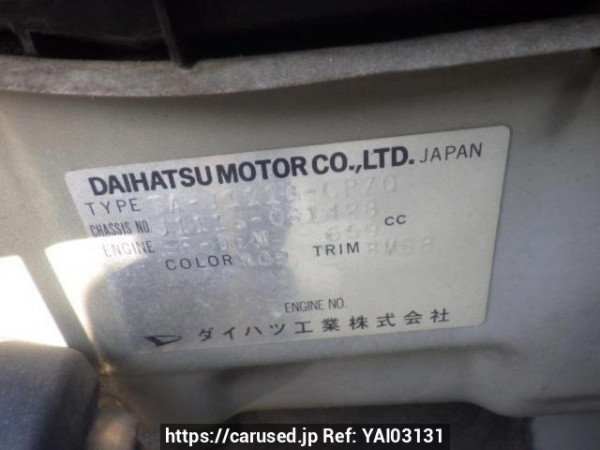 DAIHATSU MOTOR CO.,LTD. JAPAN
TYPE
CHASSIS NO.
ENGINE 659 CC
COLOR TRIM
ENGINE NO.
ダイハツ工業株式会社
https://carused.jp Ref: YAI03131